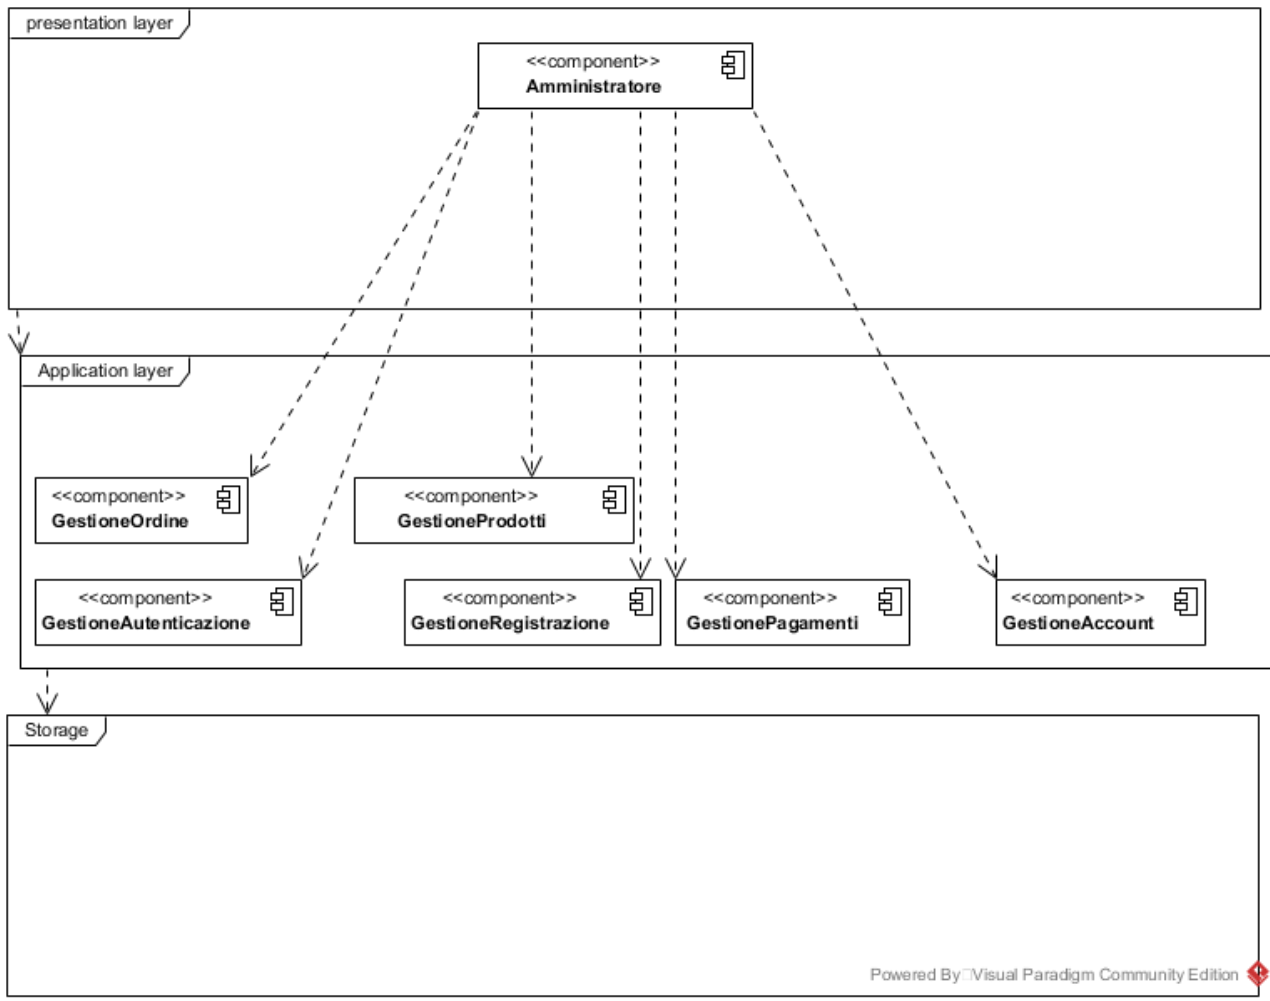 presentation layer
<<component>>
Amministratore
Application layer
<<component>>
GestioneOrdine
<<component>>
GestioneProdotti
<<component>>
GestioneAutenticazione
<<component>>
GestioneRegistrazione
<<component>>
GestionePagamenti
<<component>>
GestioneAccount
Storage
Powered By Visual Paradigm Community Edition